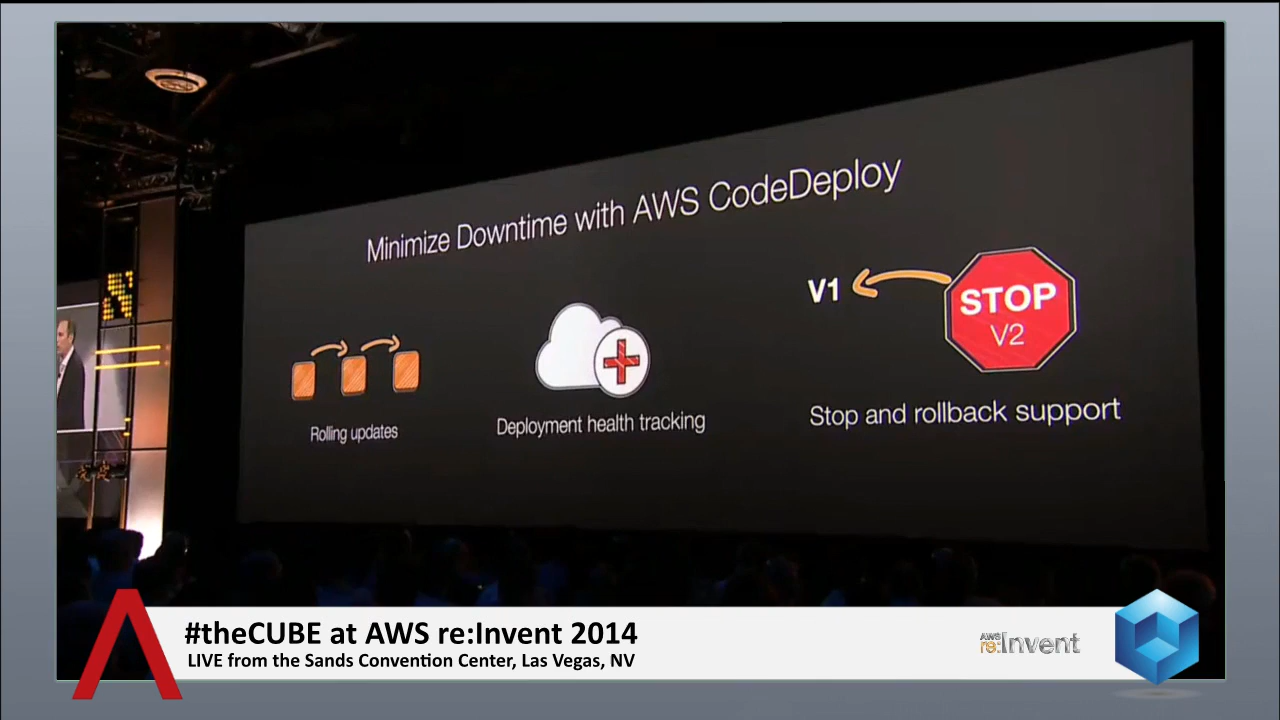 Minimize Downtime with AWS CodeDeploy
V1
STOP
V2
Rolling updates
Deployment health tracking
Stop and rollback support
#theCUBE at AWS re:Invent 2014
LIVE from the Sands Convention Center, Las Vegas, NV
AWS
re:Invent